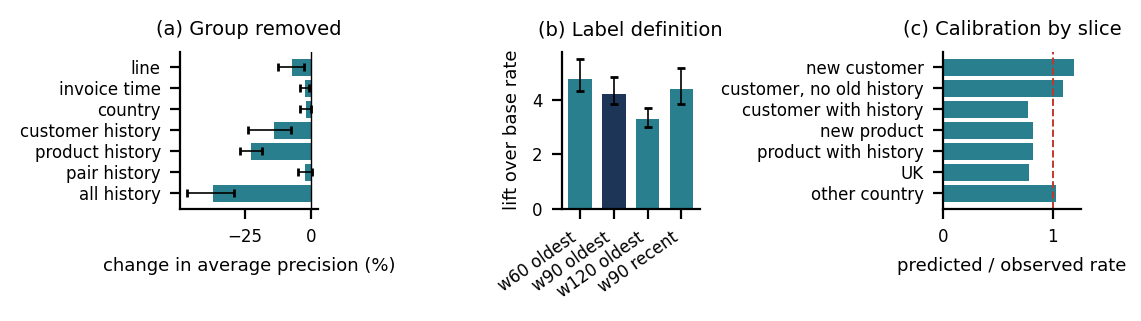 (a) Group removed
line
invoice time
country
customer history
product history
pair history
all history
−25
0
change in average precision (%)
(b) Label definition
lift over base rate
4
2
0
w60 oldest
w90 oldest
w120 oldest
w90 recent
(c) Calibration by slice
new customer
customer, no old history
customer with history
new product
product with history
UK
other country
0
1
predicted / observed rate